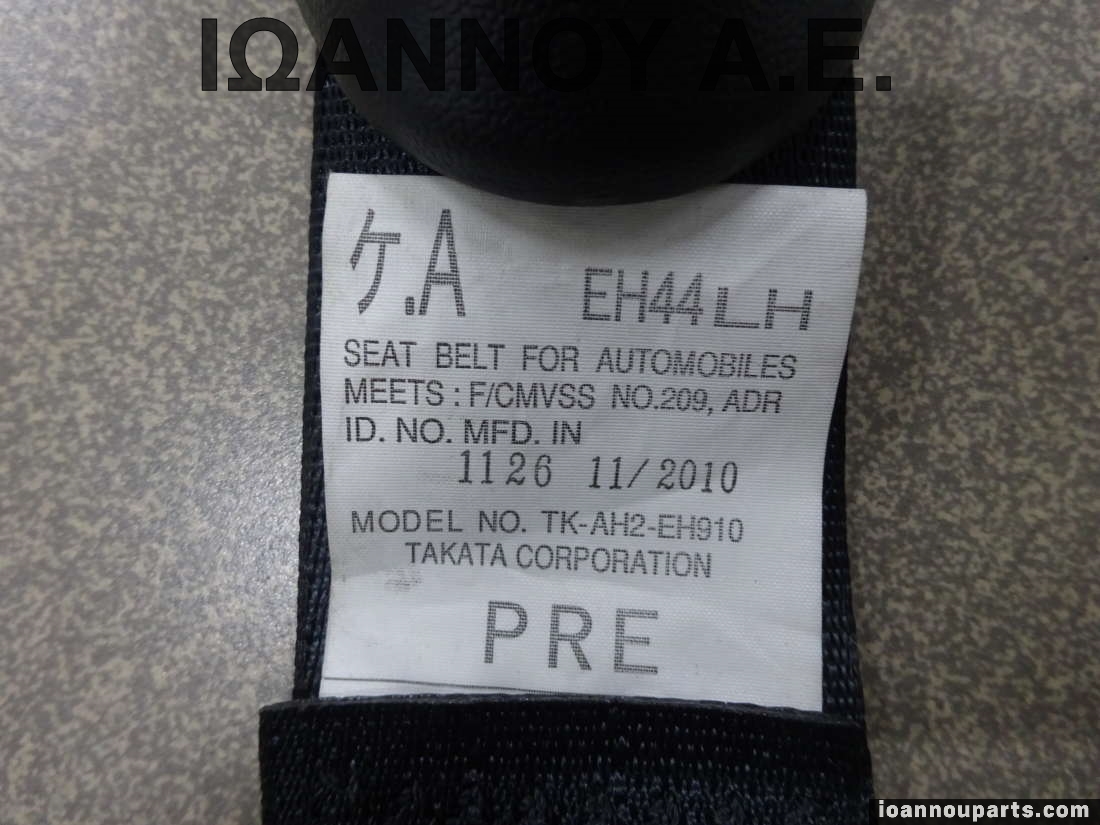 ΙΩΑΝΝΟΥ Α.Ε.
ケ.A EH44LH
SEAT BELT FOR AUTOMOBILES
MEETS : F/CMVSS NO.209, ADR
ID. NO. MFD. IN
1126 11/2010
MODEL NO. TK-AH2-EH910
TAKATA CORPORATION
PRE
ioannouparts.com